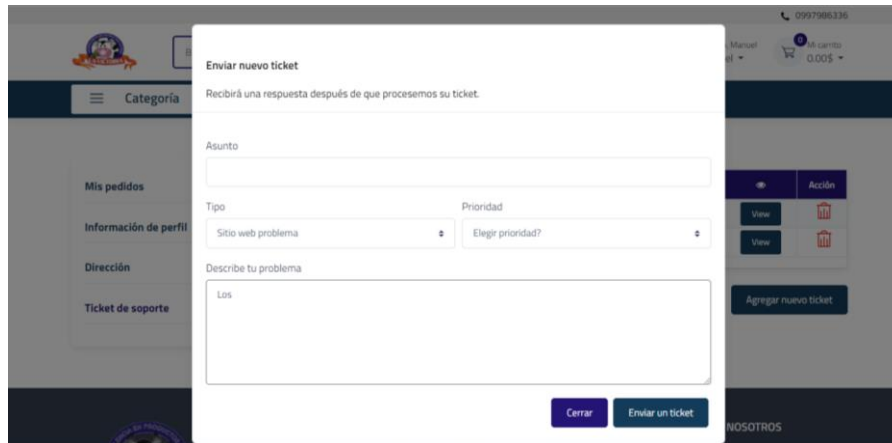 0997986336
B
Manuel
el
0
Mi carrito
0.00$
Categoría
Enviar nuevo ticket
Recibirá una respuesta después de que procesemos su ticket.
Asunto
Tipo
Prioridad
Sitio web problema
Elegir prioridad?
Describe tu problema
Los
Cerrar
Enviar un ticket
Mis pedidos
Información de perfil
Dirección
Ticket de soporte
Acción
View
View
Agregar nuevo ticket
NOSOTROS